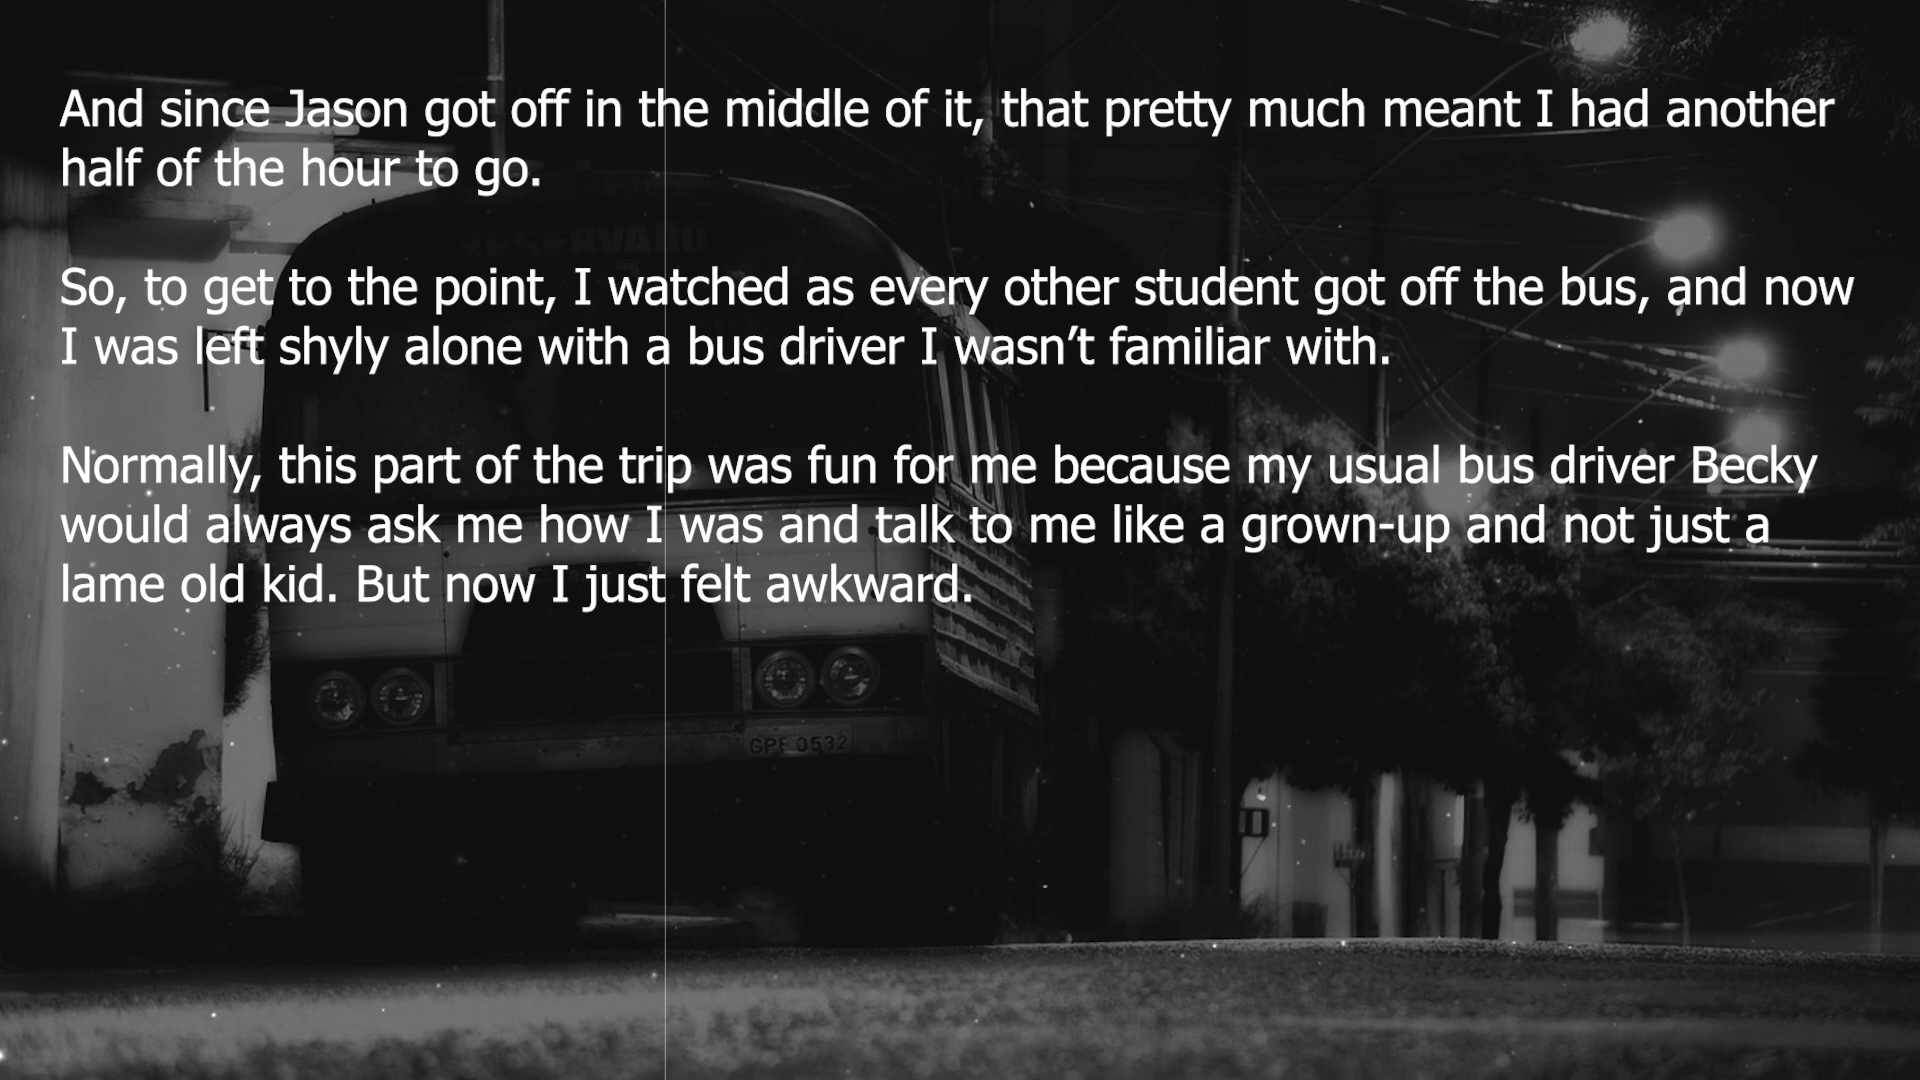 And since Jason got off in the middle of it, that pretty much meant I had another
half of the hour to go.
So, to get to the point, I watched as every other student got off the bus, and now
I was left shyly alone with a bus driver I wasn’t familiar with.
Normally, this part of the trip was fun for me because my usual bus driver Becky
would always ask me how I was and talk to me like a grown-up and not just a
lame old kid. But now I just felt awkward.
RESERVADO
GPF 0532